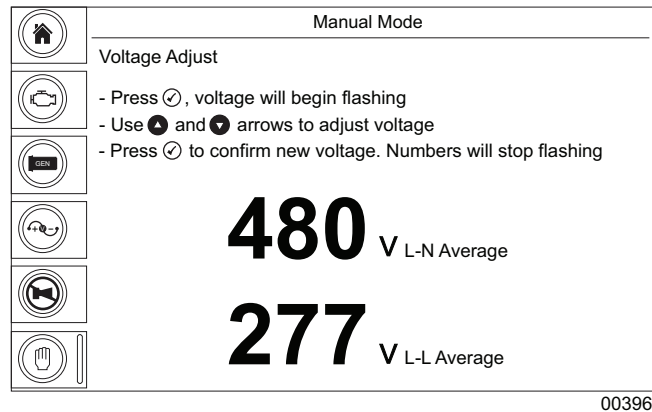 Manual Mode
Voltage Adjust
- Press ✓, voltage will begin flashing
- Use ▲ and ▼ arrows to adjust voltage
- Press ✓ to confirm new voltage. Numbers will stop flashing
GEN
480 V L-N Average
277 V L-L Average
00396